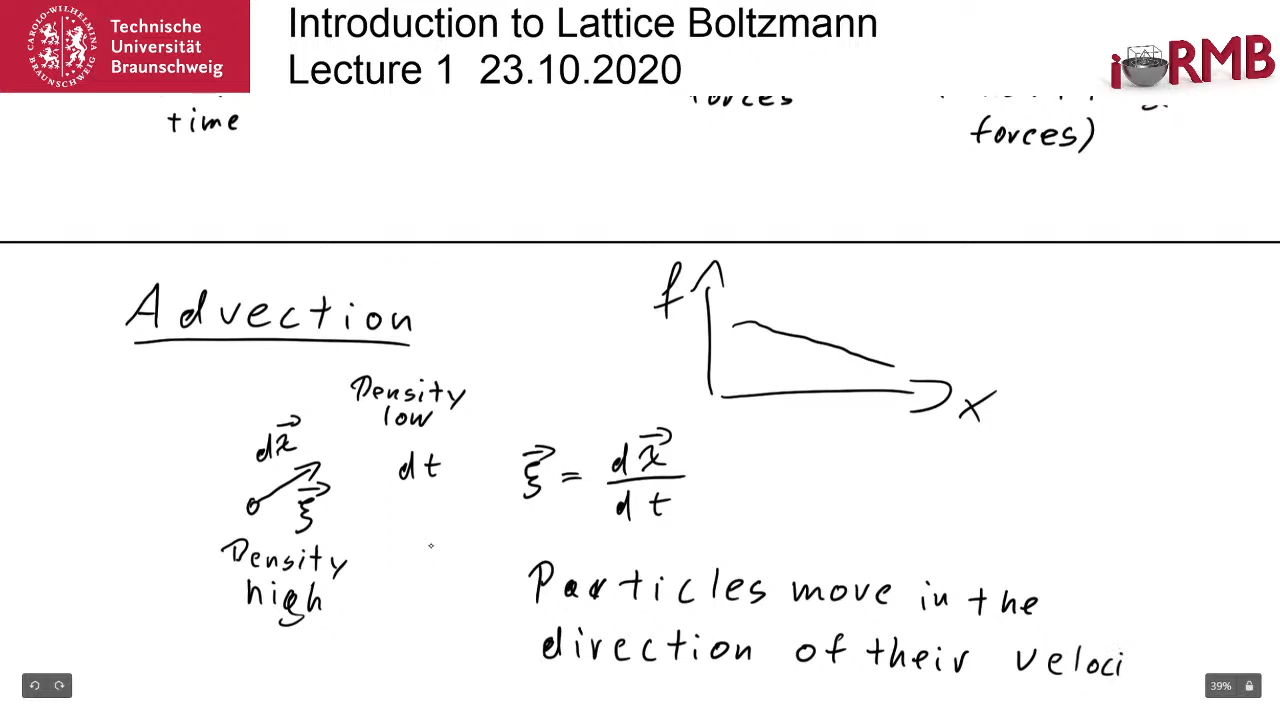 Technische
Universität
Braunschweig
Introduction to Lattice Boltzmann
Lecture 1 23.10.2020
iRMB
time
forces
forces)
Advection
f
x
Density
low
dx⃗
dt
ξ⃗
ξ⃗ = dx⃗ / dt
Density
high
Particles move in the
direction of their veloci
39%